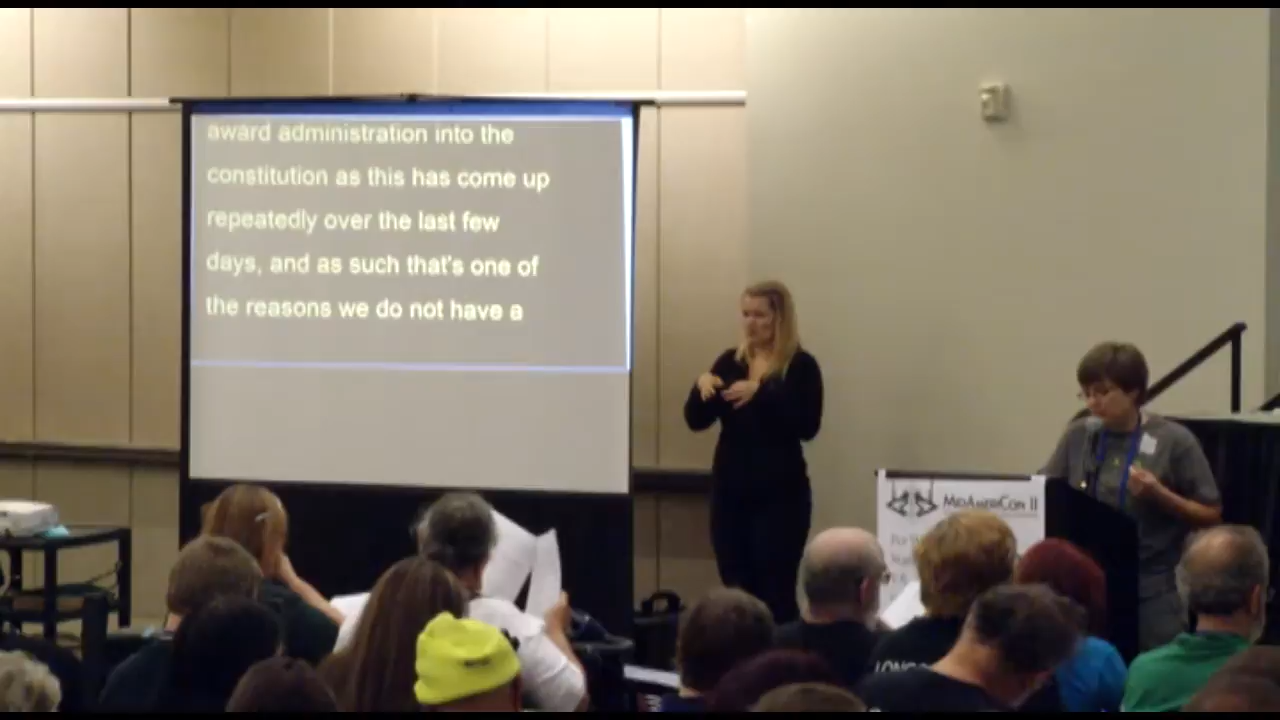 award administration into the
constitution as this has come up
repeatedly over the last few
days, and as such that's one of
the reasons we do not have a
MidAmeriCon II